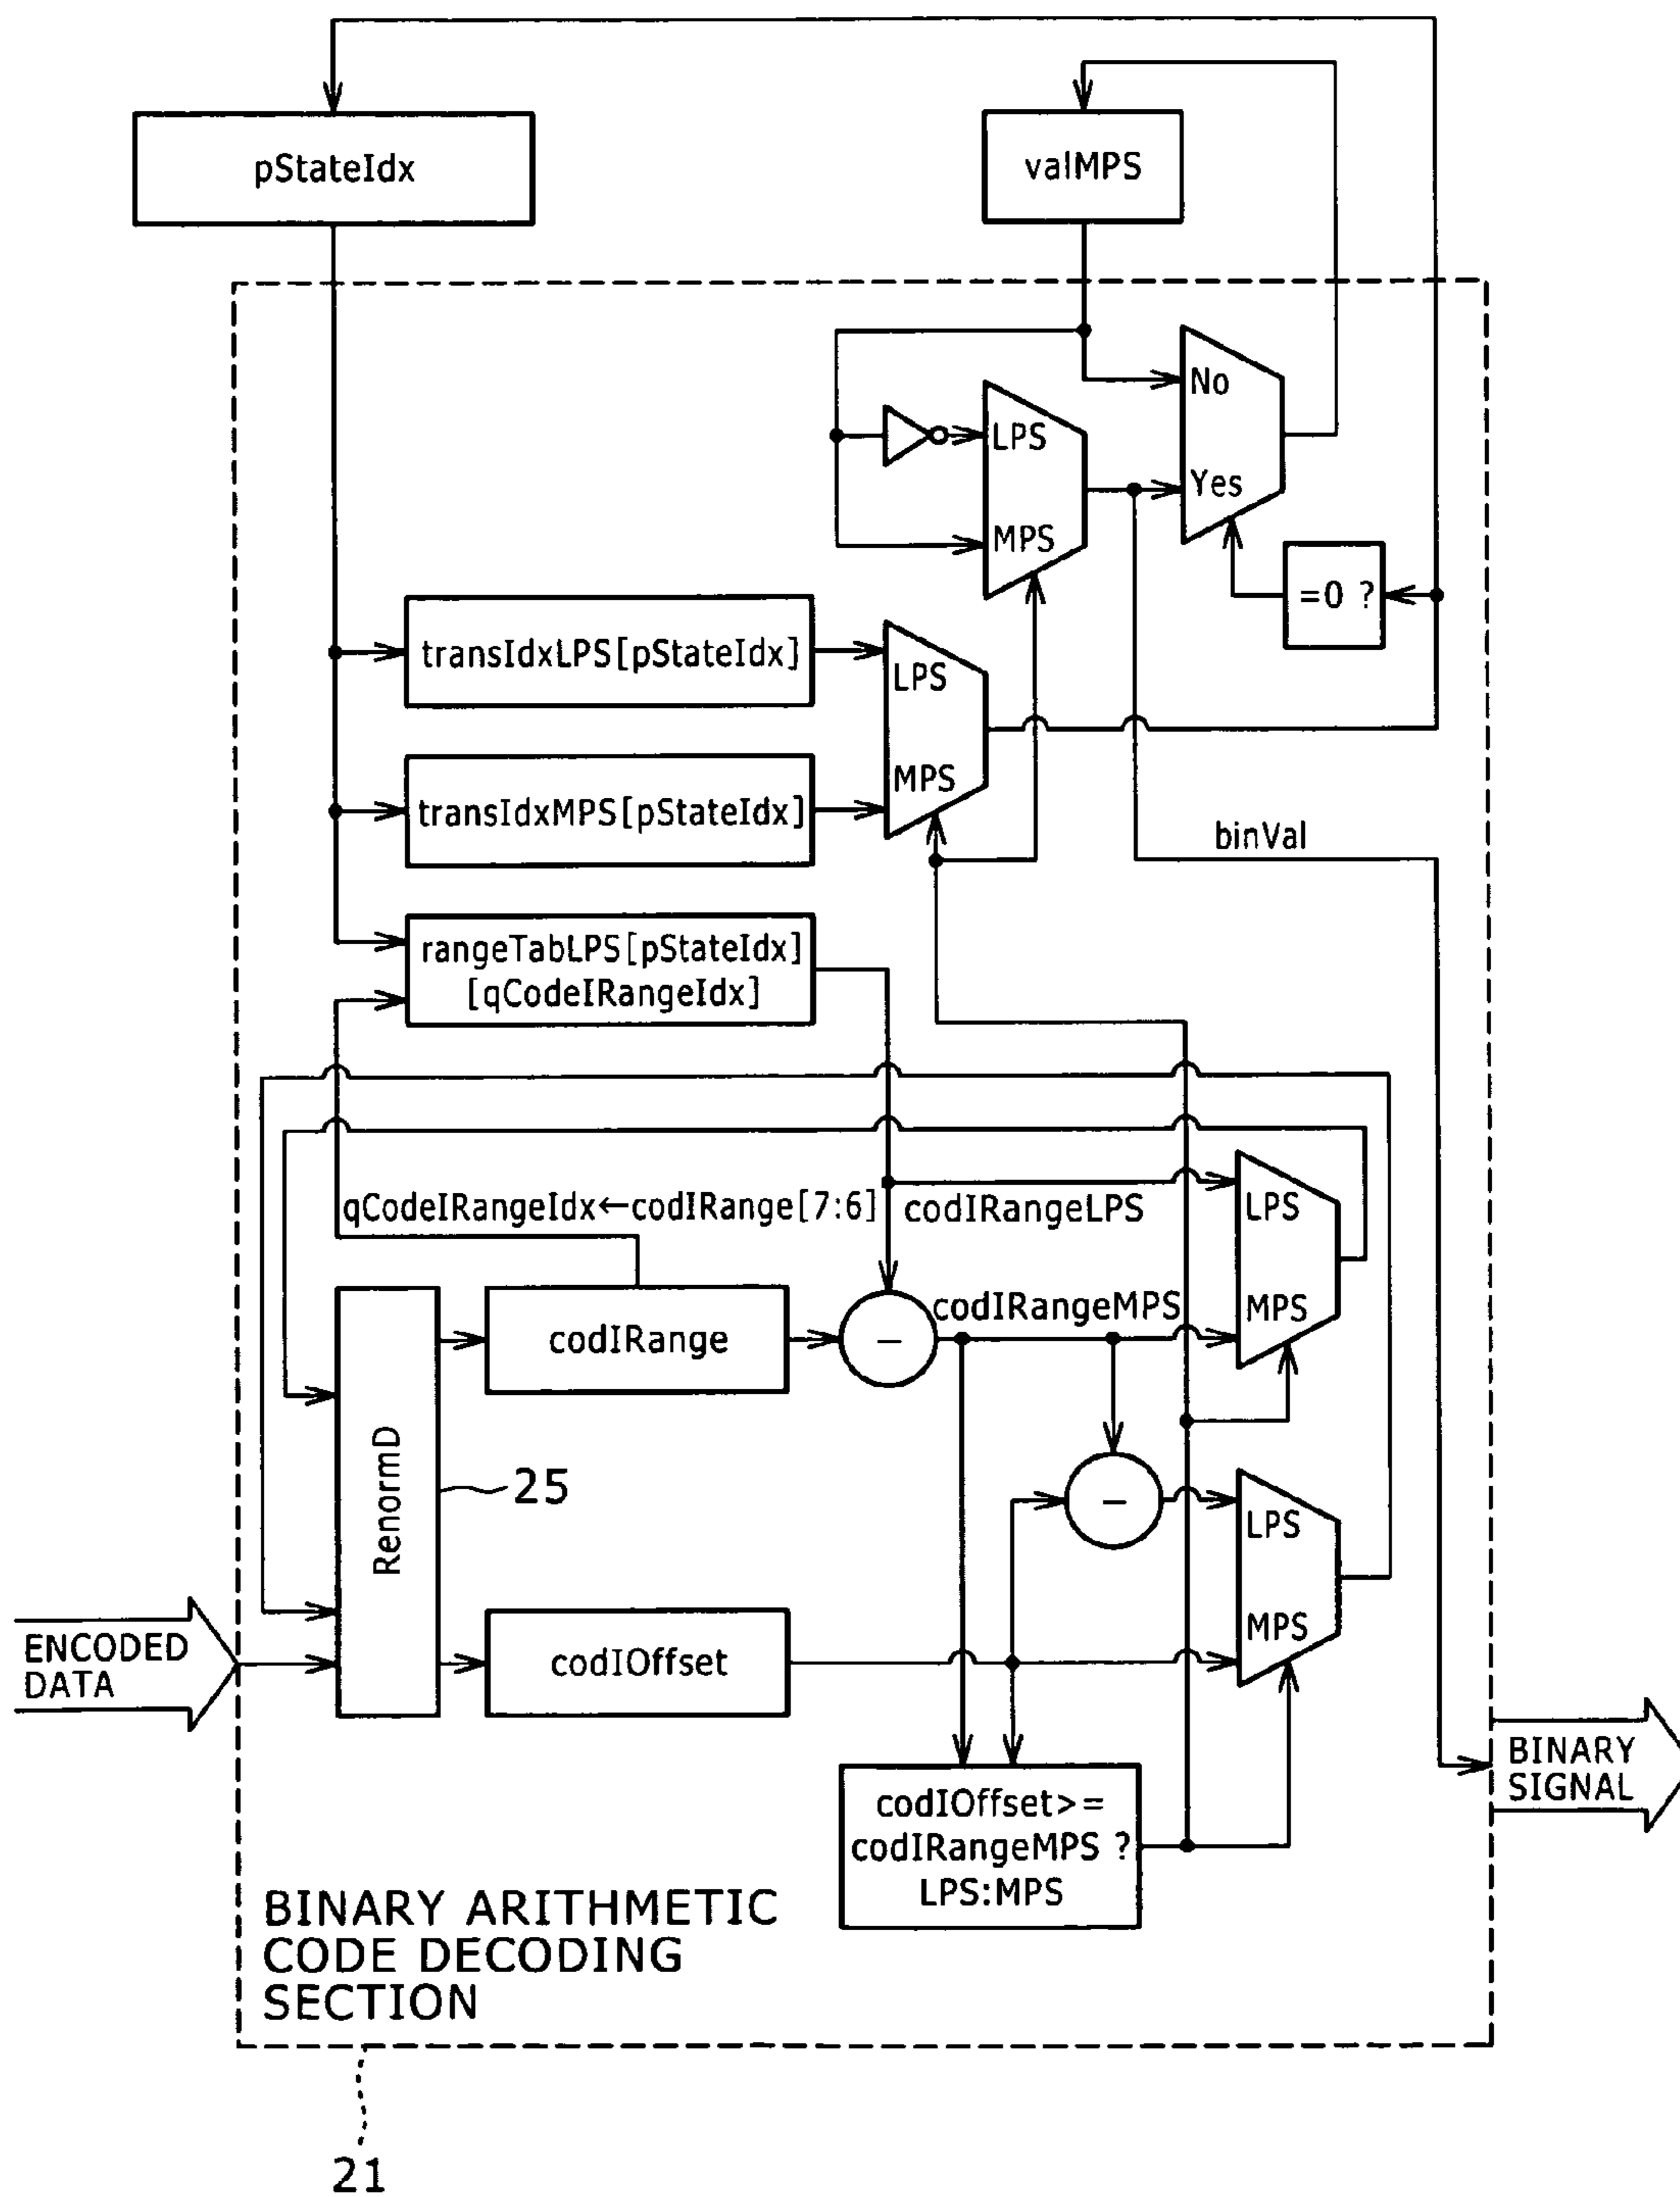 pStateIdx
valMPS
No
LPS
Yes
MPS
=0 ?
transIdxLPS[pStateIdx]
LPS
transIdxMPS[pStateIdx]
MPS
binVal
rangeTabLPS[pStateIdx]
[qCodeIRangeIdx]
qCodeIRangeIdx←codIRange[7:6]
codIRangeLPS
LPS
codIRangeMPS
MPS
codIRange
−
RenormD
25
−
LPS
MPS
codIOffset
ENCODED
DATA
BINARY
SIGNAL
codIOffset>=
codIRangeMPS ?
LPS:MPS
BINARY ARITHMETIC
CODE DECODING
SECTION
21